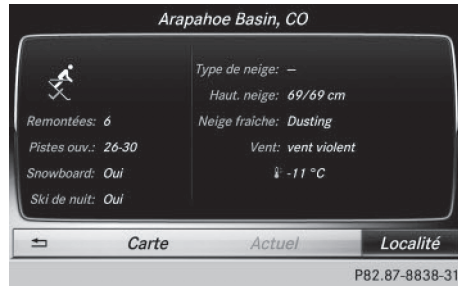 Arapahoe Basin, CO
Remontées: 6
Pistes ouv.: 26-30
Snowboard: Oui
Ski de nuit: Oui
Type de neige: –
Haut. neige: 69/69 cm
Neige fraîche: Dusting
Vent: vent violent
-11 °C
Carte
Actuel
Localité
P82.87-8838-31